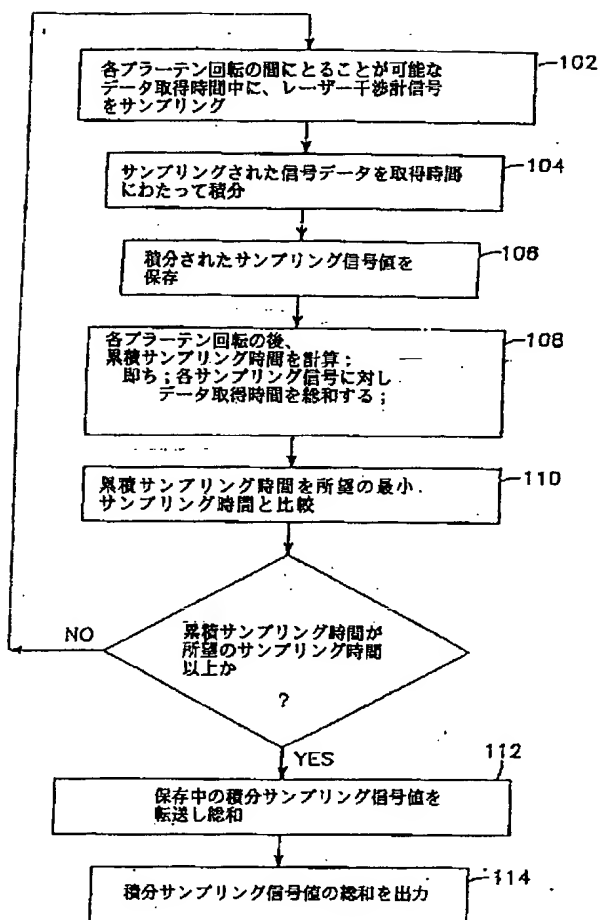 各プラーテン回転の間にとることが可能な
データ取得時間中に、レーザー干渉計信号
をサンプリング
102
サンプリングされた信号データを取得時間
にわたって積分
104
積分されたサンプリング信号値を
保存
106
各プラーテン回転の後、
累積サンプリング時間を計算;
即ち;各サンプリング信号に対し
データ取得時間を総和する;
108
累積サンプリング時間を所望の最小
サンプリング時間と比較
110
累積サンプリング時間が
所望のサンプリング時間
以上か
?
NO
YES
112
保存中の積分サンプリング信号値を
転送し総和
積分サンプリング信号値の総和を出力
114